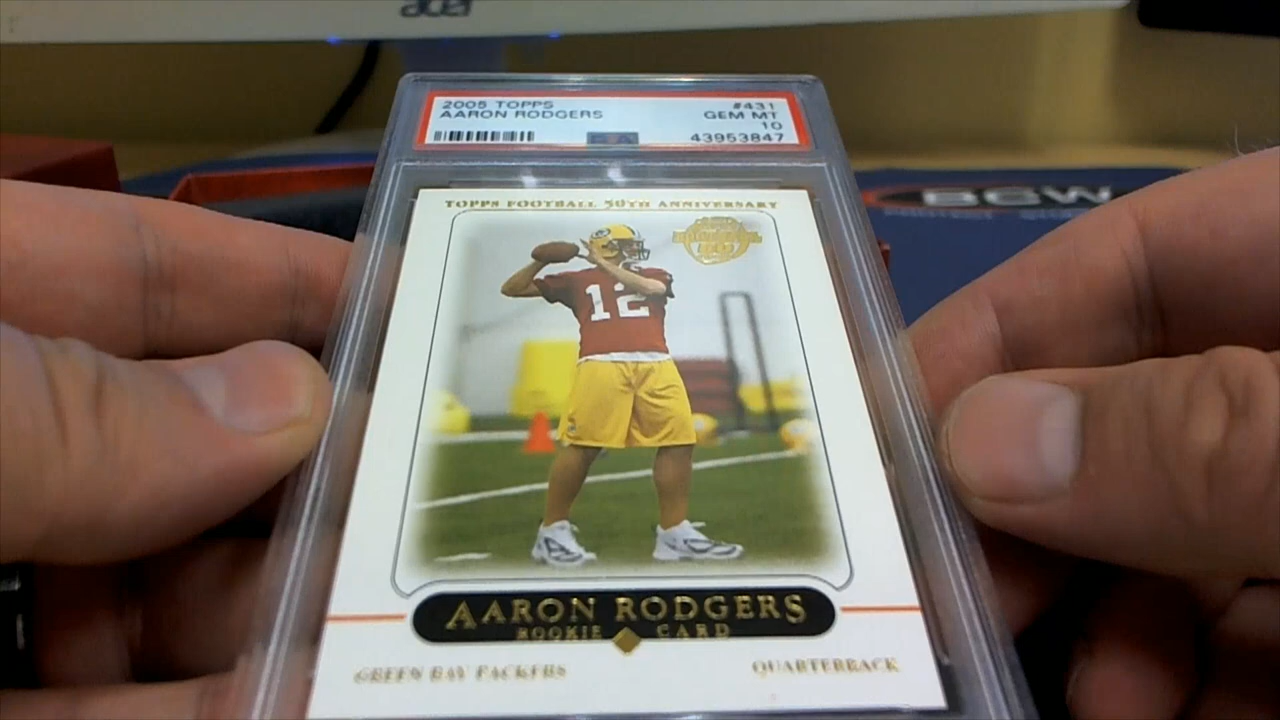 acer
2005 TOPPS #431
AARON RODGERS GEM MT
10
43953847
PSA
BCW
TOPPS FOOTBALL 50TH ANNIVERSARY
12
AARON RODGERS
ROOKIE CARD
GREEN BAY PACKERS QUARTERBACK